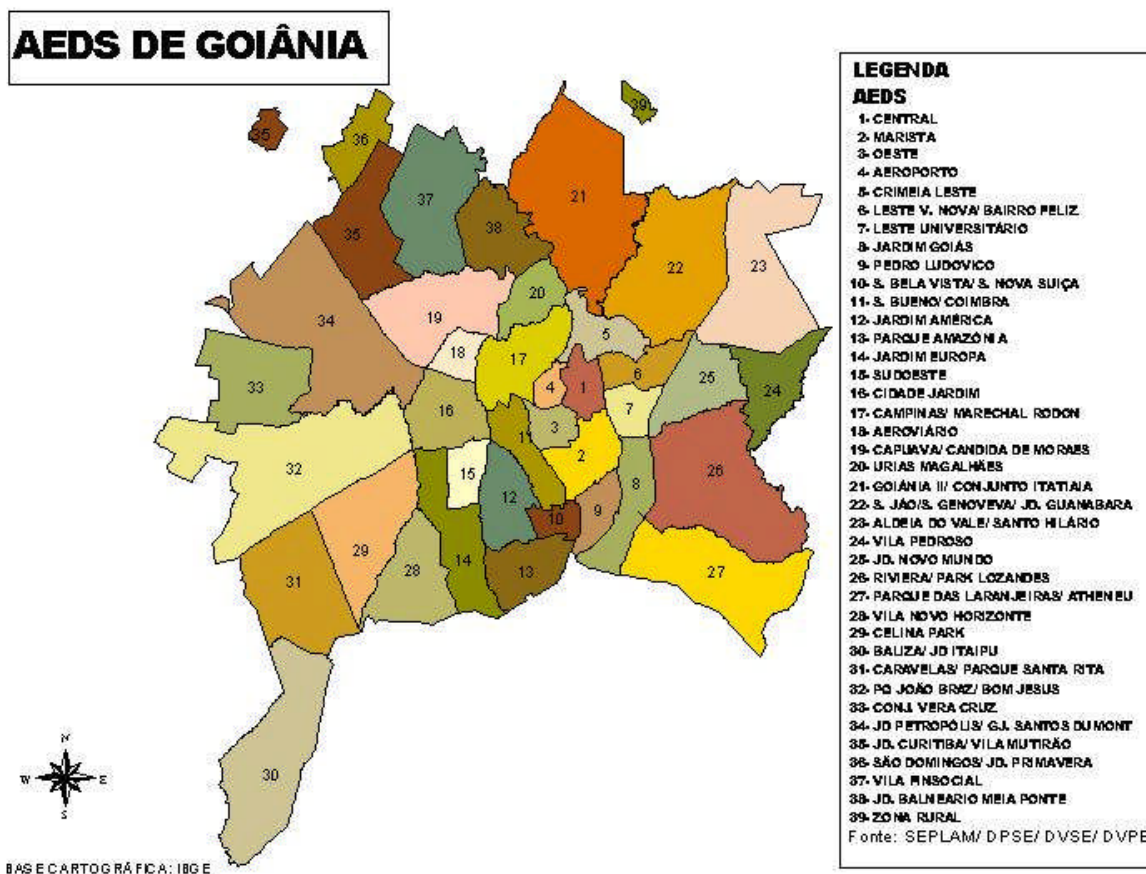 AEDS DE GOIÂNIA
LEGENDA
AEDS
1- CENTRAL
2- MARISTA
3- OESTE
4- AEROPORTO
5- CRIMEIA LESTE
6- LESTE V. NOVA/ BAIRRO FELIZ
7- LESTE UNIVERSITÁRIO
8- JARDIM GOIÁS
9- PEDRO LUDOVICO
10- S. BELA VISTA/ S. NOVA SUIÇA
11- S. BUENO/ COIMBRA
12- JARDIM AMÉRICA
13- PARQUE AMAZÔNIA
14- JARDIM EUROPA
15- SUDOESTE
16- CIDADE JARDIM
17- CAMPINAS/ MARECHAL RODON
18- AEROVIÁRIO
19- CAPUAVA/ CANDIDA DE MORAES
20- URIAS MAGALHÃES
21- GOIÂNIA II/ CONJUNTO ITATIAIA
22- S. JÁO/S. GENOVEVA/ JD. GUANABARA
23- ALDEIA DO VALE/ SANTO HILÁRIO
24- VILA PEDROSO
25- JD. NOVO MUNDO
26- RIVIERA/ PARK LOZANDES
27- PARQUE DAS LARANJEIRAS/ ATHENEU
28- VILA NOVO HORIZONTE
29- CELINA PARK
30- BALIZA/ JD ITAIPU
31- CARAVELAS/ PARQUE SANTA RITA
32- PQ JOÃO BRAZ/ BOM JESUS
33- CONJ. VERA CRUZ
34- JD PETROPÓLIS/ GJ. SANTOS DUMONT
35- JD. CURITIBA/ VILA MUTIRÃO
36- SÃO DOMINGOS/ JD. PRIMAVERA
37- VILA FINSOCIAL
38- JD. BALNEARIO MEIA PONTE
39- ZONA RURAL
Fonte: SEPLAM/ DPSE/ DVSE/ DVPE
39
35
36
21
37
38
35
22
23
20
34
19
5
17
18
6
25
33
4
1
24
7
16
3
11
2
32
15
26
8
12
9
10
29
14
28
13
27
31
30
N
W
E
S
BASE CARTOGRÁFICA: IBGE